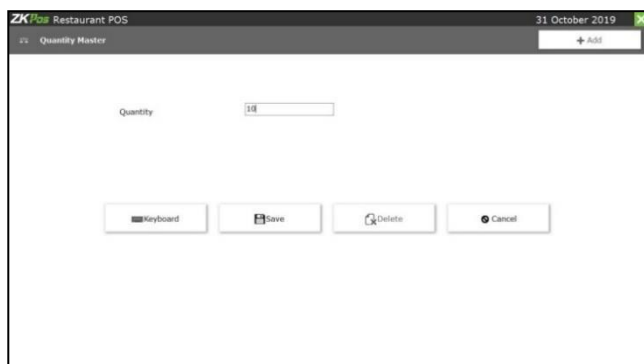 ZKPos Restaurant POS 31 October 2019
Quantity Master + Add
Quantity 10
Keyboard Save Delete Cancel